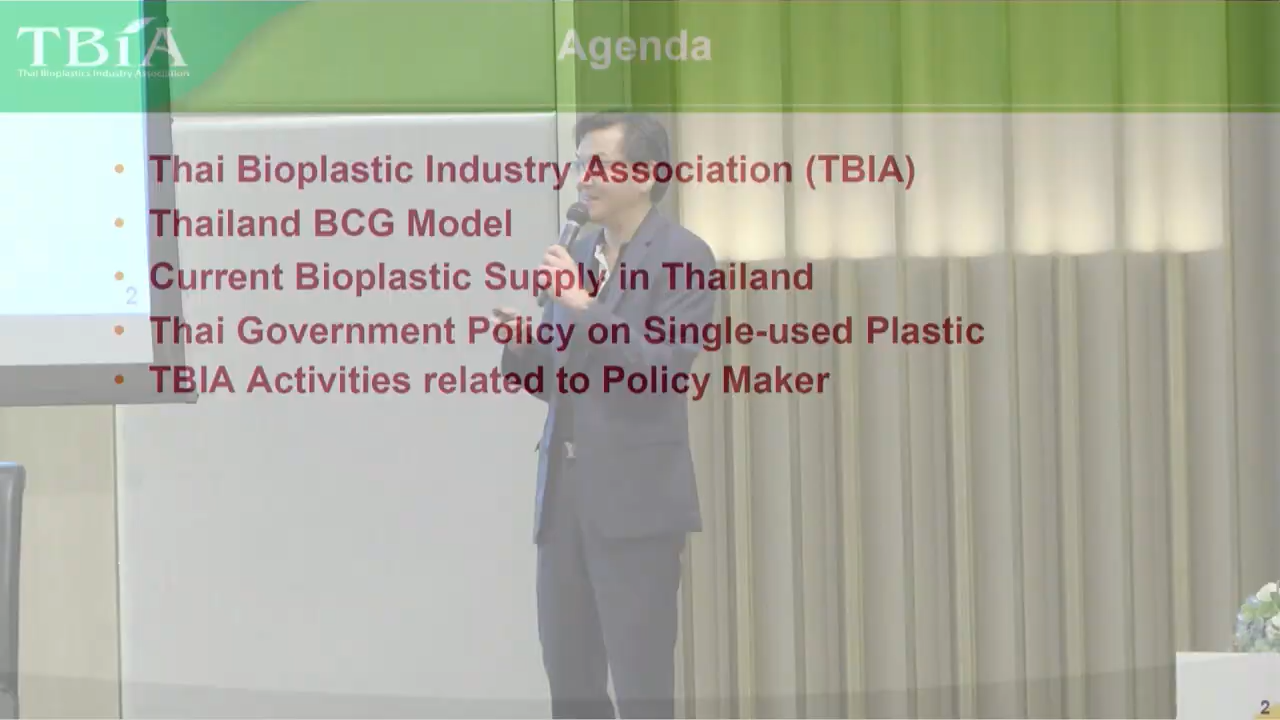 TBiA
Thai Bioplastics Industry Association
Agenda
• Thai Bioplastic Industry Association (TBIA)
• Thailand BCG Model
• Current Bioplastic Supply in Thailand
• Thai Government Policy on Single-used Plastic
• TBIA Activities related to Policy Maker
2
2